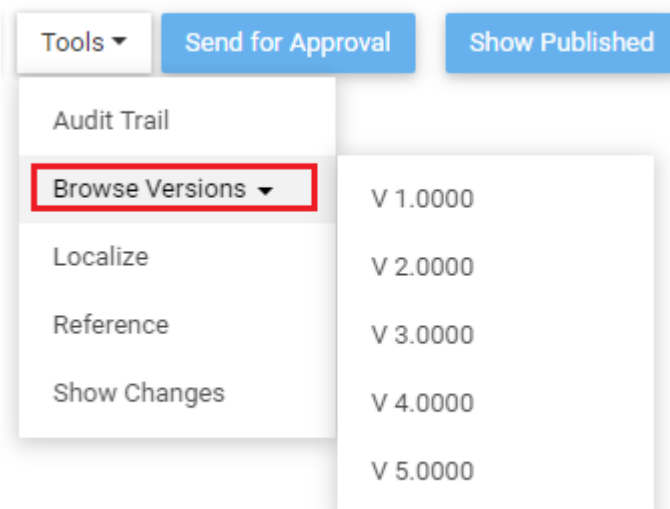 Tools Send for Approval Show Published
Audit Trail
Browse Versions
V 1.0000
Localize
V 2.0000
Reference
V 3.0000
Show Changes
V 4.0000
V 5.0000